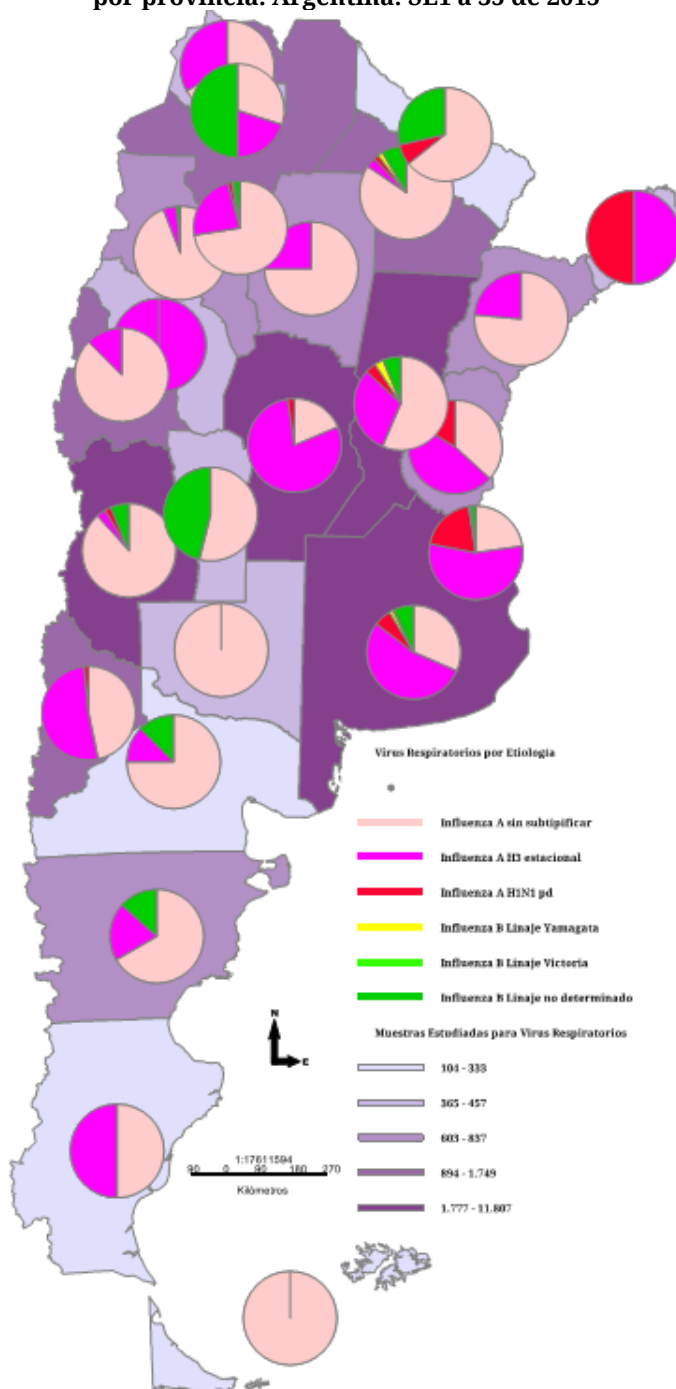 por provincia. Argentina. SE1 a 35 de 2015
Virus Respiratorios por Etiología
Influenza A sin subtipificar
Influenza A H3 estacional
Influenza A H1N1 pd
Influenza B Linaje Yamagata
Influenza B Linaje Victoria
Influenza B Linaje no determinado
Muestras Estudiadas para Virus Respiratorios
104 - 333
365 - 457
603 - 837
894 - 1.749
1.777 - 11.807
N
E
1:17611594
90 0 90 180 270
Kilómetros